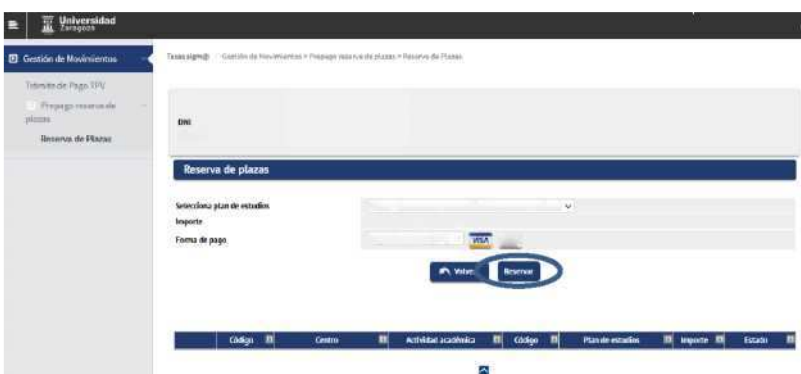 Universidad
Zaragoza
Gestión de Movimientos
Gestión de Movimientos > Prepago reserva de plazas > Reserva de Plazas
Trámite de Pago TPV
Prepago reserva de
plazas
Reserva de Plazas
DNI
Reserva de plazas
Selecciona plan de estudios
Importe
Forma de pago
VISA
Volver
Reservar
Código Centro Actividad académica Código Plan de estudios Importe Estado